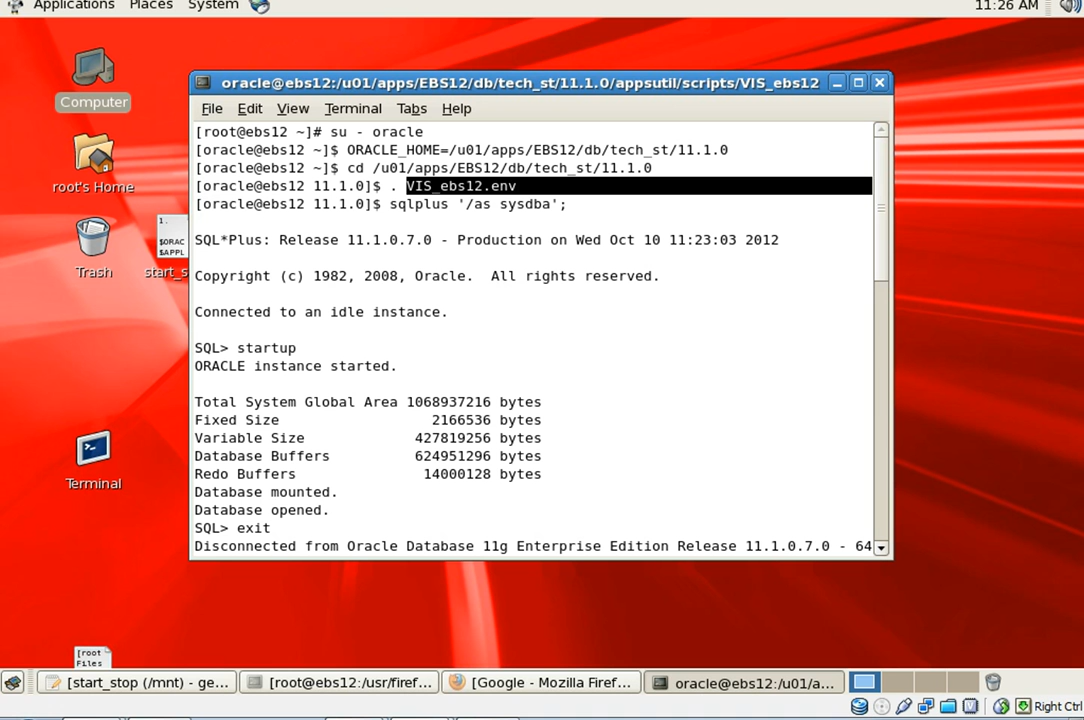 Applications Places System 11:26 AM
Computer
root's Home
Trash
1.
$ORAC
$APPL
start_s
Terminal
[root
Files
oracle@ebs12:/u01/apps/EBS12/db/tech_st/11.1.0/appsutil/scripts/VIS_ebs12
File Edit View Terminal Tabs Help
[root@ebs12 ~]# su - oracle
[oracle@ebs12 ~]$ ORACLE_HOME=/u01/apps/EBS12/db/tech_st/11.1.0
[oracle@ebs12 ~]$ cd /u01/apps/EBS12/db/tech_st/11.1.0
[oracle@ebs12 11.1.0]$ . VIS_ebs12.env
[oracle@ebs12 11.1.0]$ sqlplus '/as sysdba';
SQL*Plus: Release 11.1.0.7.0 - Production on Wed Oct 10 11:23:03 2012
Copyright (c) 1982, 2008, Oracle.  All rights reserved.
Connected to an idle instance.
SQL> startup
ORACLE instance started.
Total System Global Area 1068937216 bytes
Fixed Size                  2166536 bytes
Variable Size             427819256 bytes
Database Buffers          624951296 bytes
Redo Buffers               14000128 bytes
Database mounted.
Database opened.
SQL> exit
Disconnected from Oracle Database 11g Enterprise Edition Release 11.1.0.7.0 - 64
[start_stop (/mnt) - ge... [root@ebs12:/usr/firef... [Google - Mozilla Firef... oracle@ebs12:/u01/a...
Right Ctrl